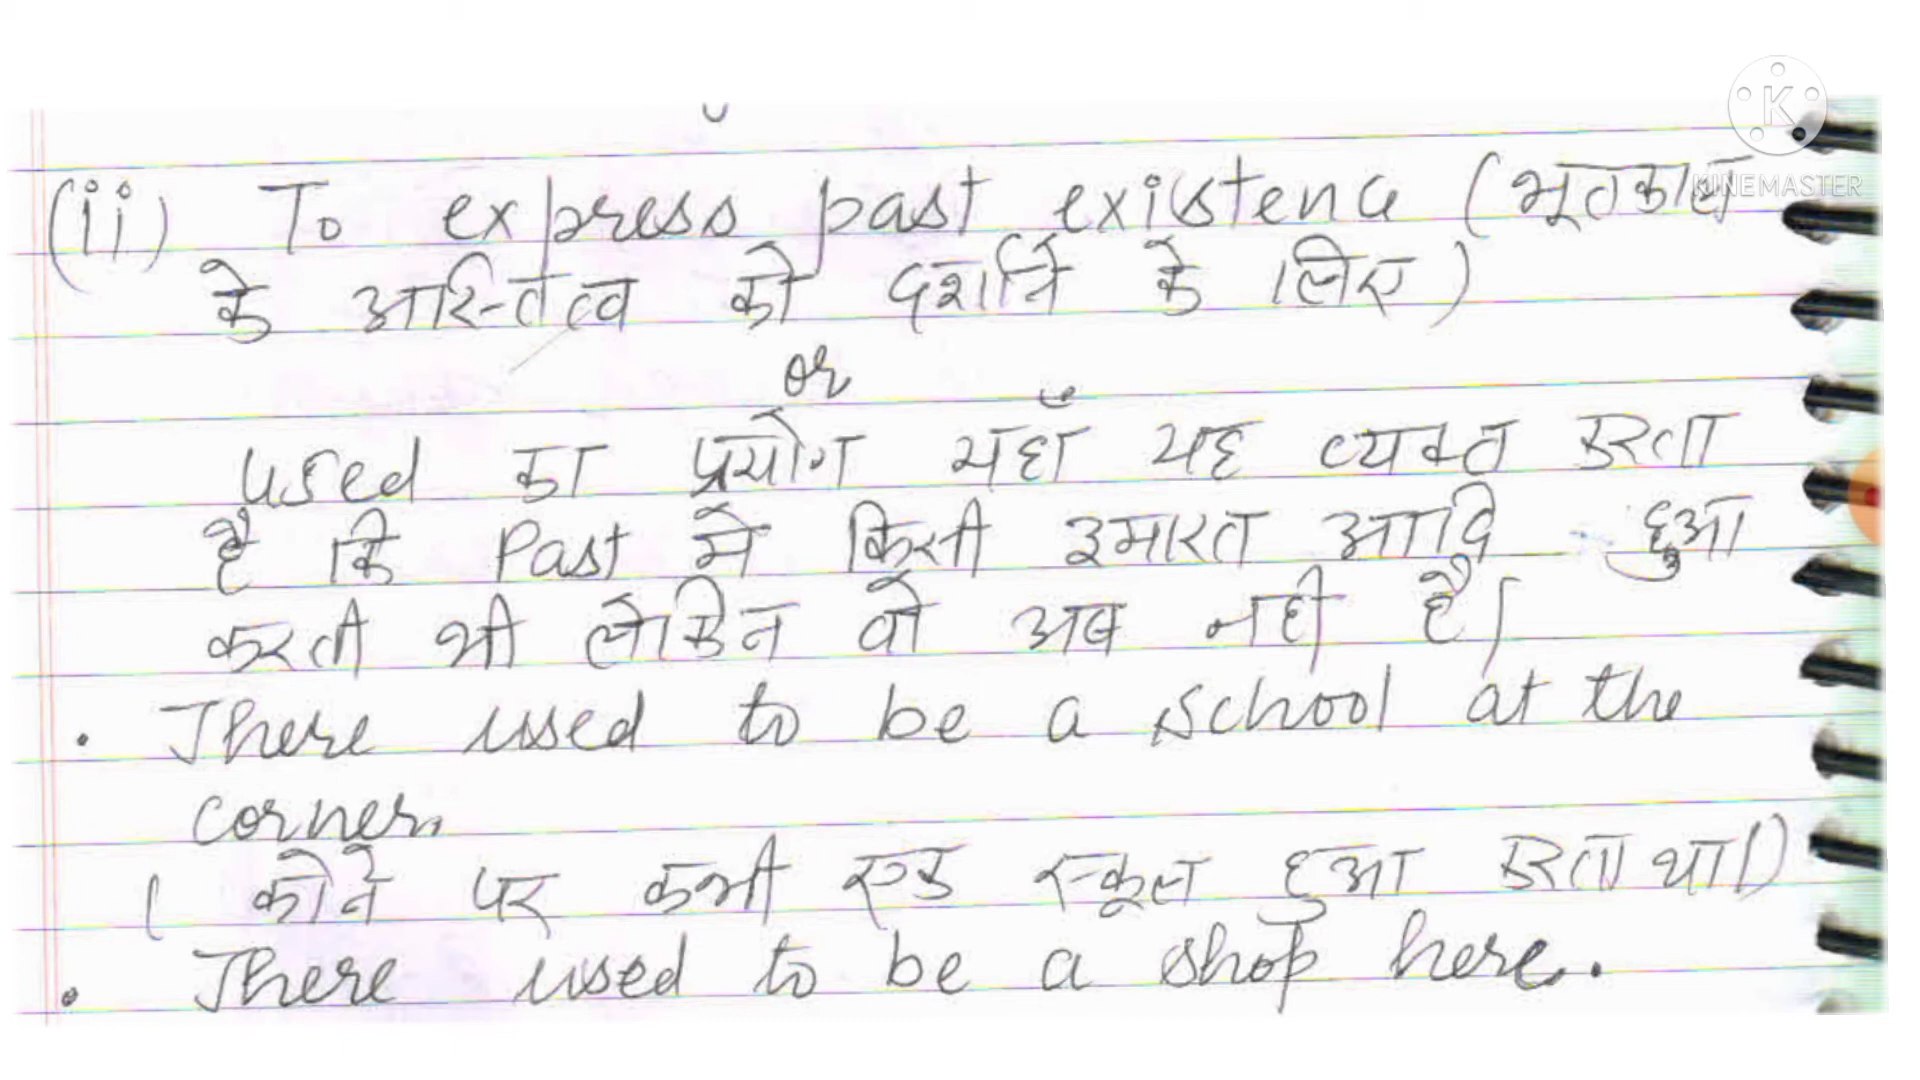 (ii) To express past existence (भूतकाल
KINEMASTER
के अस्तित्व को दर्शाने के लिए)
or
used का प्रयोग यहाँ यह व्यक्त करता
है कि Past में किसी इमारत आदि हुआ
करती थी लेकिन वो अब नही है।
. There used to be a school at the
corner.
( कोने पर कभी एक स्कूल हुआ करता था।)
. There used to be a shop here.